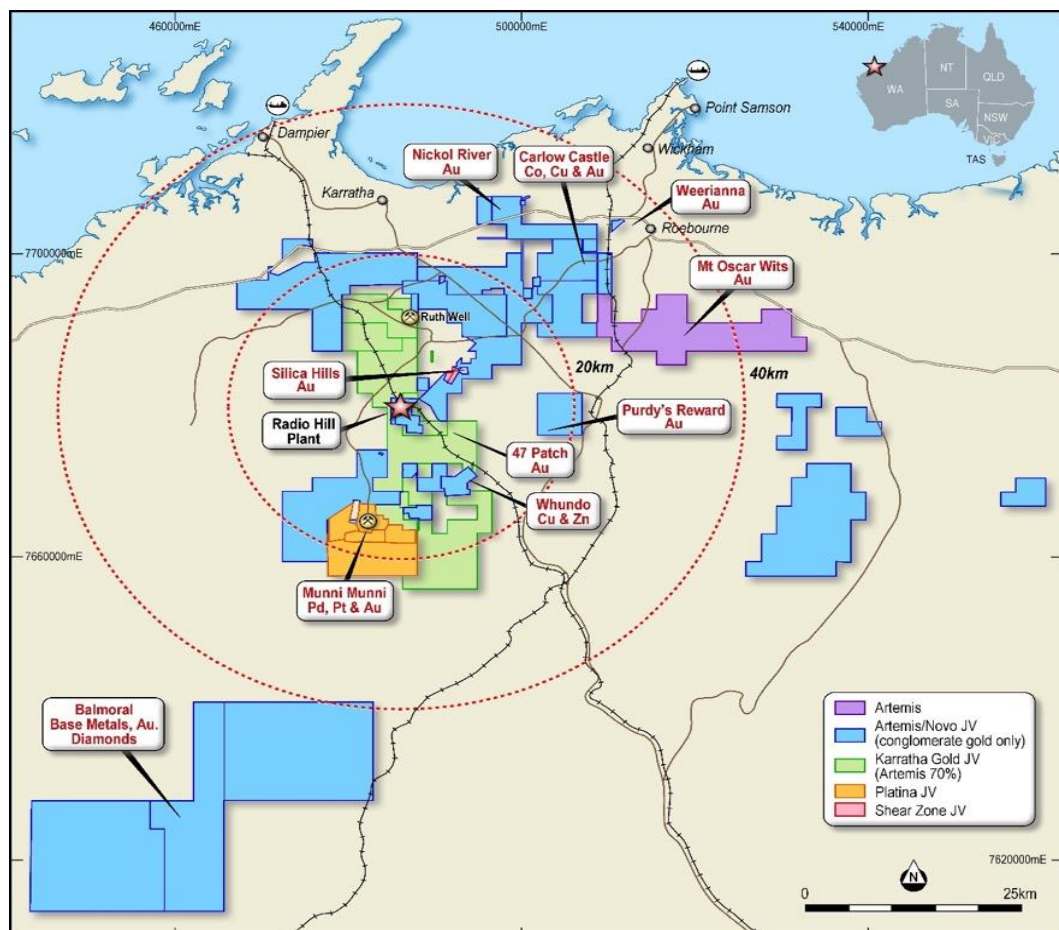 460000mE
500000mE
540000mE
NT
QLD
WA
SA
NSW
VIC
TAS
Point Samson
Dampier
Wickham
Nickol River
Au
Carlow Castle
Co, Cu & Au
Weerianna
Au
Karratha
Roebourne
7700000mE
Mt Oscar Wits
Au
Ruth Well
Silica Hills
Au
20km
40km
Radio Hill
Plant
Purdy's Reward
Au
47 Patch
Au
Whundo
Cu & Zn
7660000mE
Munni Munni
Pd, Pt & Au
Balmoral
Base Metals, Au.
Diamonds
Artemis
Artemis/Novo JV
(conglomerate gold only)
Karratha Gold JV
(Artemis 70%)
Platina JV
Shear Zone JV
7620000mE
N
0
25km